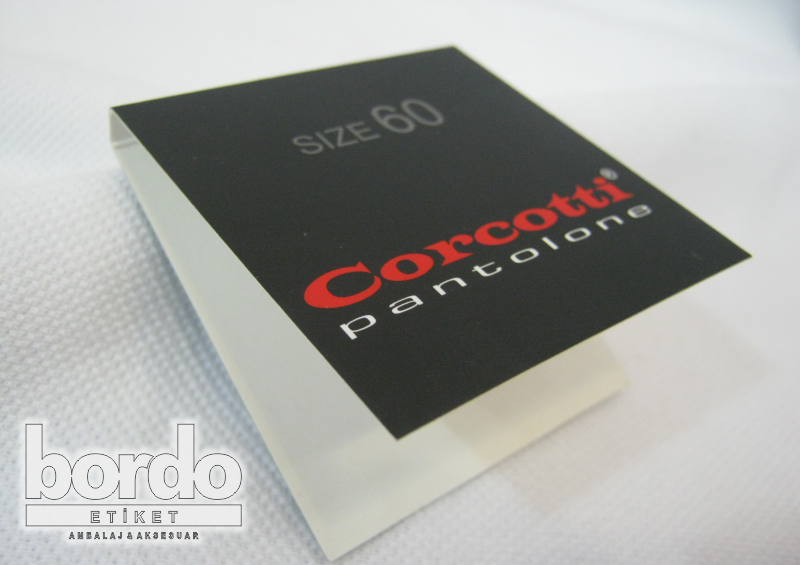 SIZE 60
Corcotti®
pantolone
bordo
ETİKET
AMBALAJ & AKSESUAR